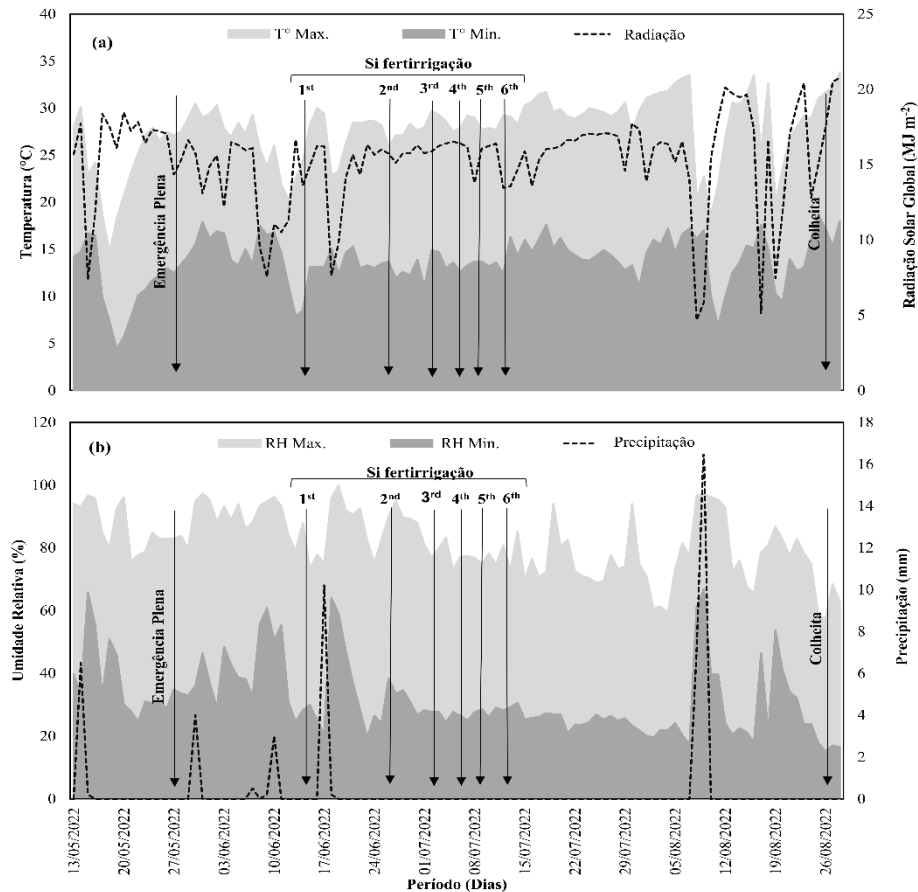 (a)
T° Max.
T° Min.
Radiação
Si fertirrigação
1st
2nd
3rd
4th
5th
6th
Emergência Plena
Colheita
Temperatura (°C)
40
35
30
25
20
15
10
5
0
Radiação Solar Global (MJ m-2)
25
20
15
10
5
0
(b)
RH Max.
RH Min.
Precipitação
Si fertirrigação
1st
2nd
3rd
4th
5th
6th
Emergência Plena
Colheita
Umidade Relativa (%)
120
100
80
60
40
20
0
Precipitação (mm)
18
16
14
12
10
8
6
4
2
0
13/05/2022
20/05/2022
27/05/2022
03/06/2022
10/06/2022
17/06/2022
24/06/2022
01/07/2022
08/07/2022
15/07/2022
22/07/2022
29/07/2022
05/08/2022
12/08/2022
19/08/2022
26/08/2022
Período (Dias)